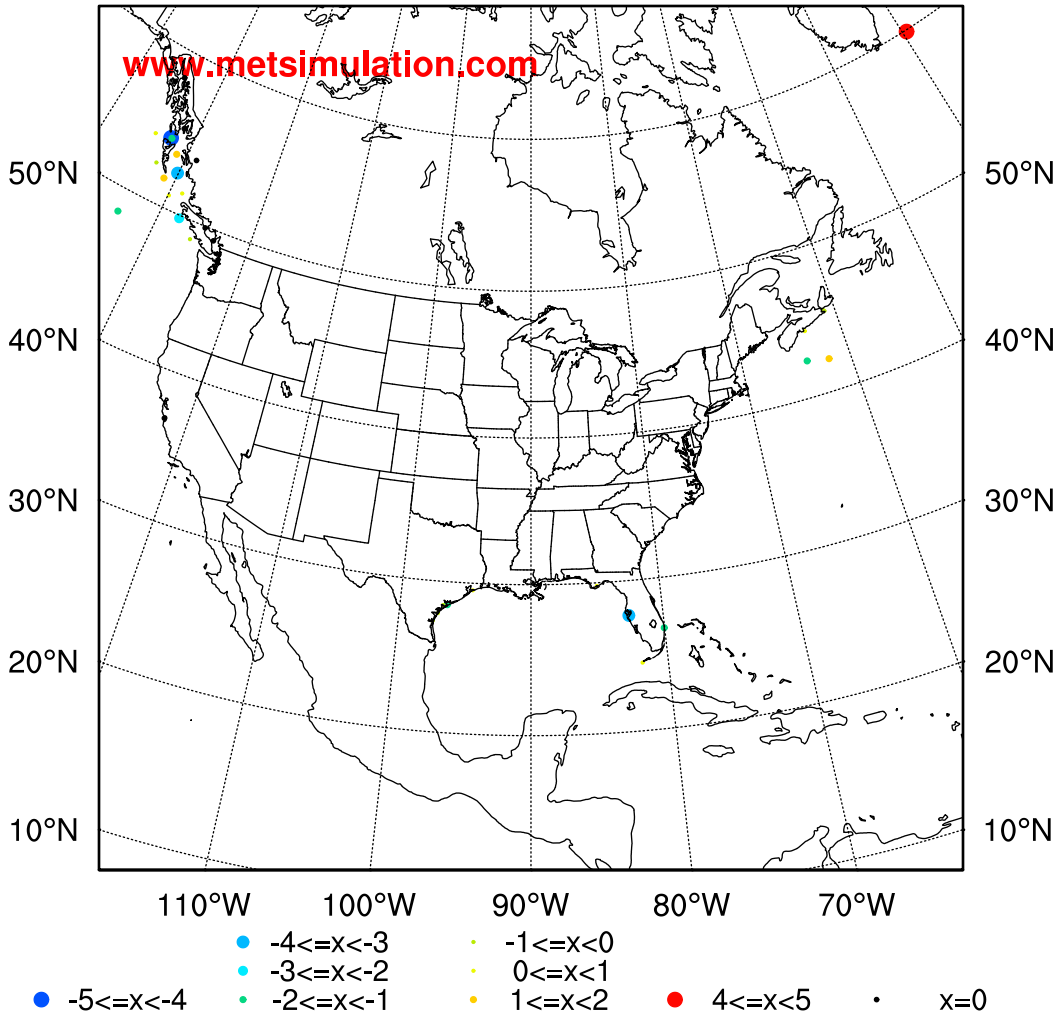 www.metsimulation.com
50°N 50°N
40°N 40°N
30°N 30°N
20°N 20°N
10°N 10°N
110°W 100°W 90°W 80°W 70°W
-4<=x<-3 -1<=x<0
-3<=x<-2 0<=x<1
-5<=x<-4 -2<=x<-1 1<=x<2 4<=x<5 x=0